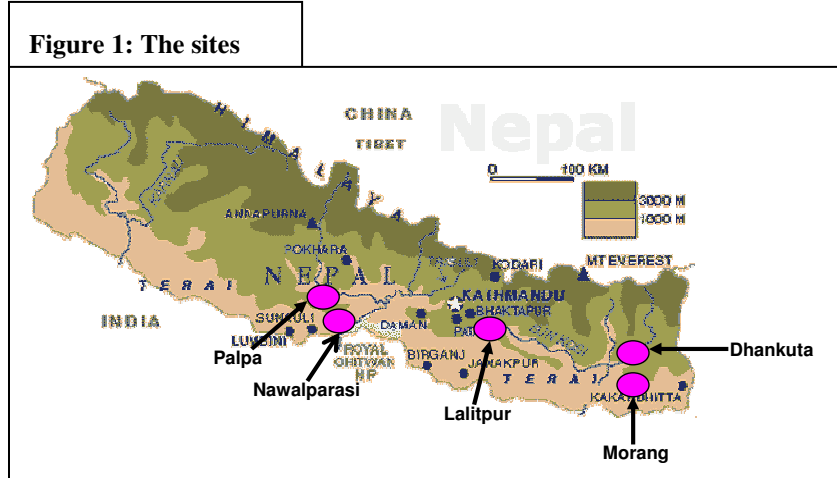 Figure 1: The sites
Nepal
CHINA
TIBET
HIMALAYA
0 100 KM
3000 M
1000 M
ANNAPURNA
POKHARA
KODARI
MT EVEREST
NEPAL
TERAI
KATHMANDU
BHAKTAPUR
INDIA
DAMAN
LUMBINI
Palpa
ROYAL
CHITWAN
N.P.
BIRGANJ
JANAKPUR
TERAI
Dhankuta
Nawalparasi
Lalitpur
Morang